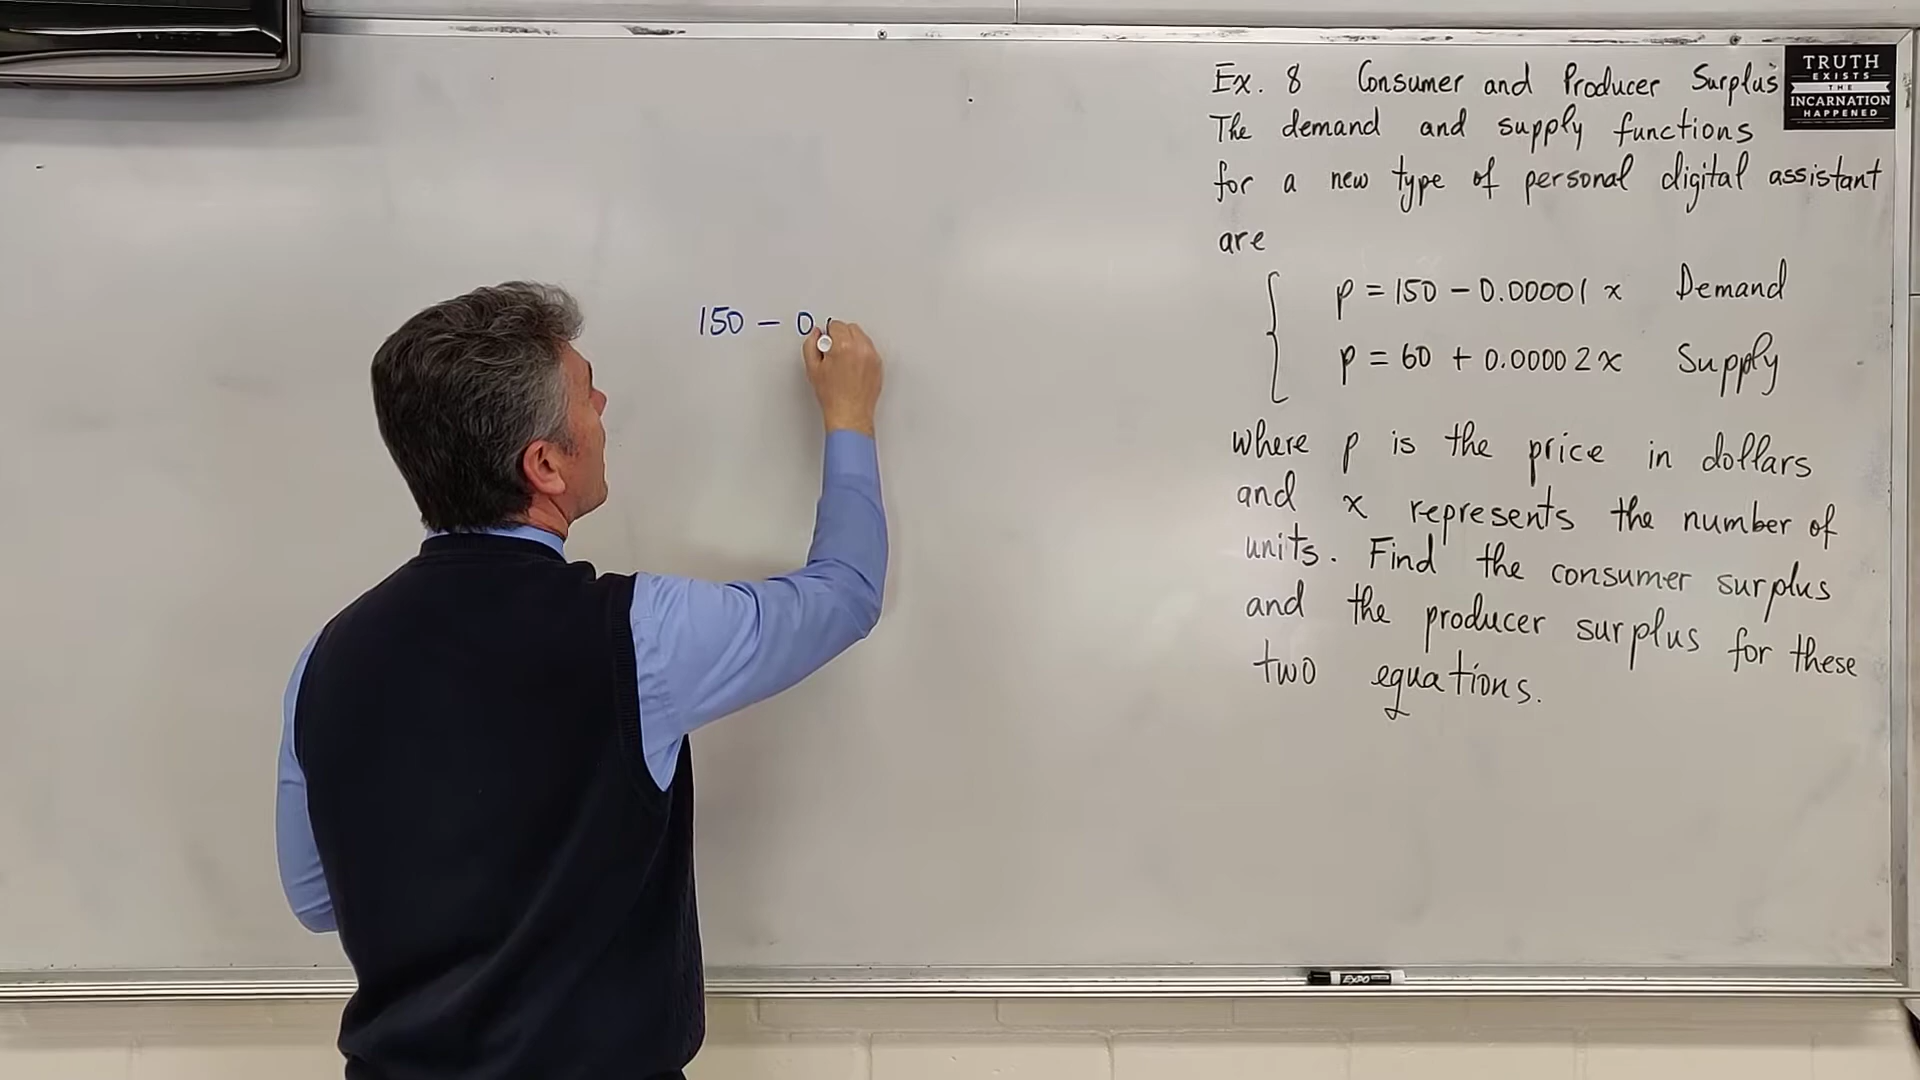 Ex. 8 Consumer and Producer Surplus
The demand and supply functions
for a new type of personal digital assistant
are
p = 150 - 0.00001 x Demand
p = 60 + 0.00002 x Supply
where p is the price in dollars
and x represents the number of
units. Find the consumer surplus
and the producer surplus for these
two equations.
150 - 0.
TRUTH
EXISTS
THE
INCARNATION
HAPPENED
EXPO